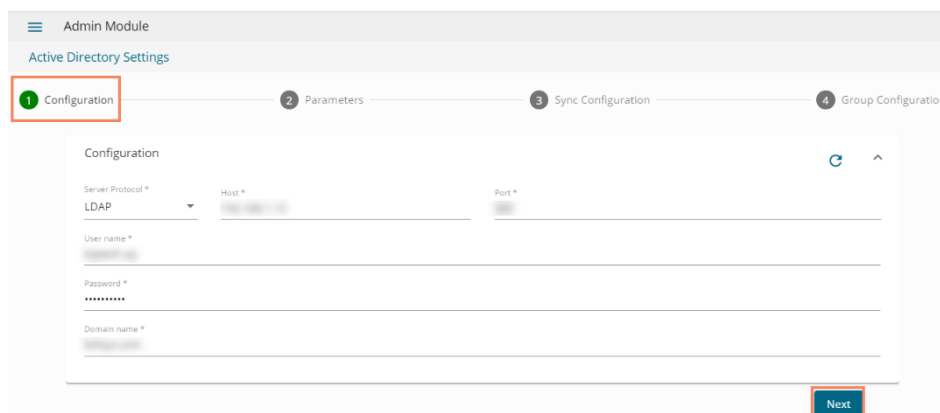 Admin Module
Active Directory Settings
1 Configuration 2 Parameters 3 Sync Configuration 4 Group Configuratio
Configuration
Server Protocol * Host * Port *
LDAP
User name *
Password *
••••••••••
Domain name *
Next